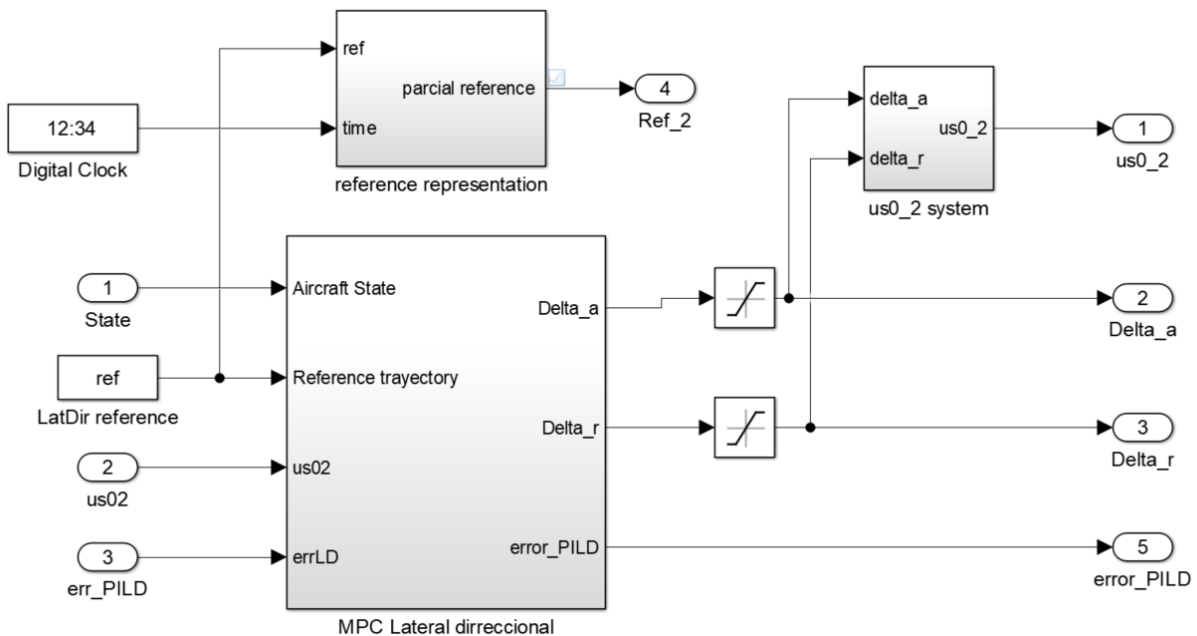 ref
parcial reference
time
reference representation
12:34
Digital Clock
4
Ref_2
delta_a
us0_2
delta_r
us0_2 system
1
us0_2
1
State
ref
LatDir reference
2
us02
3
err_PILD
Aircraft State
Reference trayectory
us02
errLD
Delta_a
Delta_r
error_PILD
MPC Lateral dirreccional
2
Delta_a
3
Delta_r
5
error_PILD